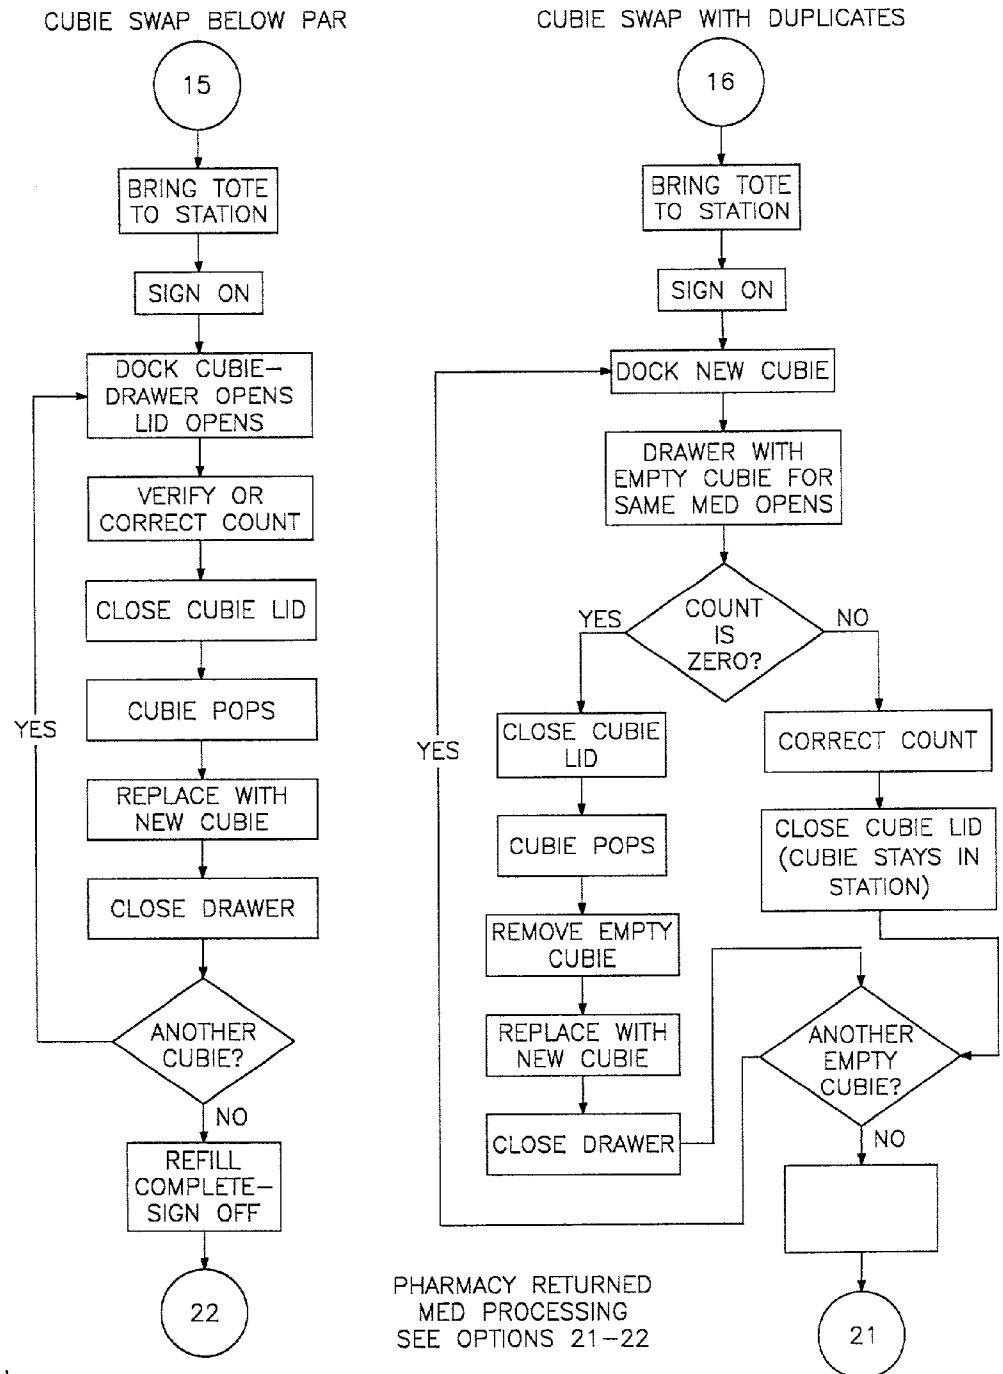 CUBIE SWAP BELOW PAR
15
BRING TOTE
TO STATION
SIGN ON
DOCK CUBIE–
DRAWER OPENS
LID OPENS
VERIFY OR
CORRECT COUNT
CLOSE CUBIE LID
CUBIE POPS
YES
REPLACE WITH
NEW CUBIE
CLOSE DRAWER
ANOTHER
CUBIE?
NO
REFILL
COMPLETE–
SIGN OFF
22
CUBIE SWAP WITH DUPLICATES
16
BRING TOTE
TO STATION
SIGN ON
DOCK NEW CUBIE
DRAWER WITH
EMPTY CUBIE FOR
SAME MED OPENS
COUNT
IS
ZERO?
YES
NO
CLOSE CUBIE
LID
YES
CUBIE POPS
REMOVE EMPTY
CUBIE
REPLACE WITH
NEW CUBIE
CLOSE DRAWER
CORRECT COUNT
CLOSE CUBIE LID
(CUBIE STAYS IN
STATION)
ANOTHER
EMPTY
CUBIE?
NO
21
PHARMACY RETURNED
MED PROCESSING
SEE OPTIONS 21–22